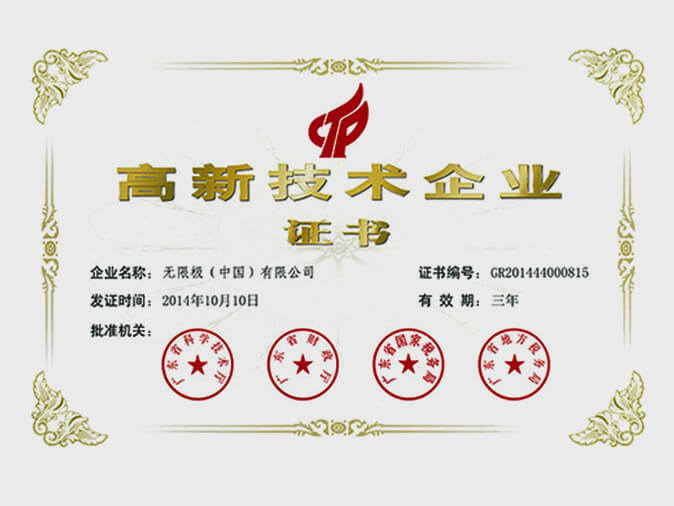 CTP
高新技术企业
证书
企业名称：无限极（中国）有限公司
证书编号：GR201444000815
发证时间：2014年10月10日
有效期：三年
批准机关：
广东省科学技术厅
广东省财政厅
广东省国家税务局
广东省地方税务局